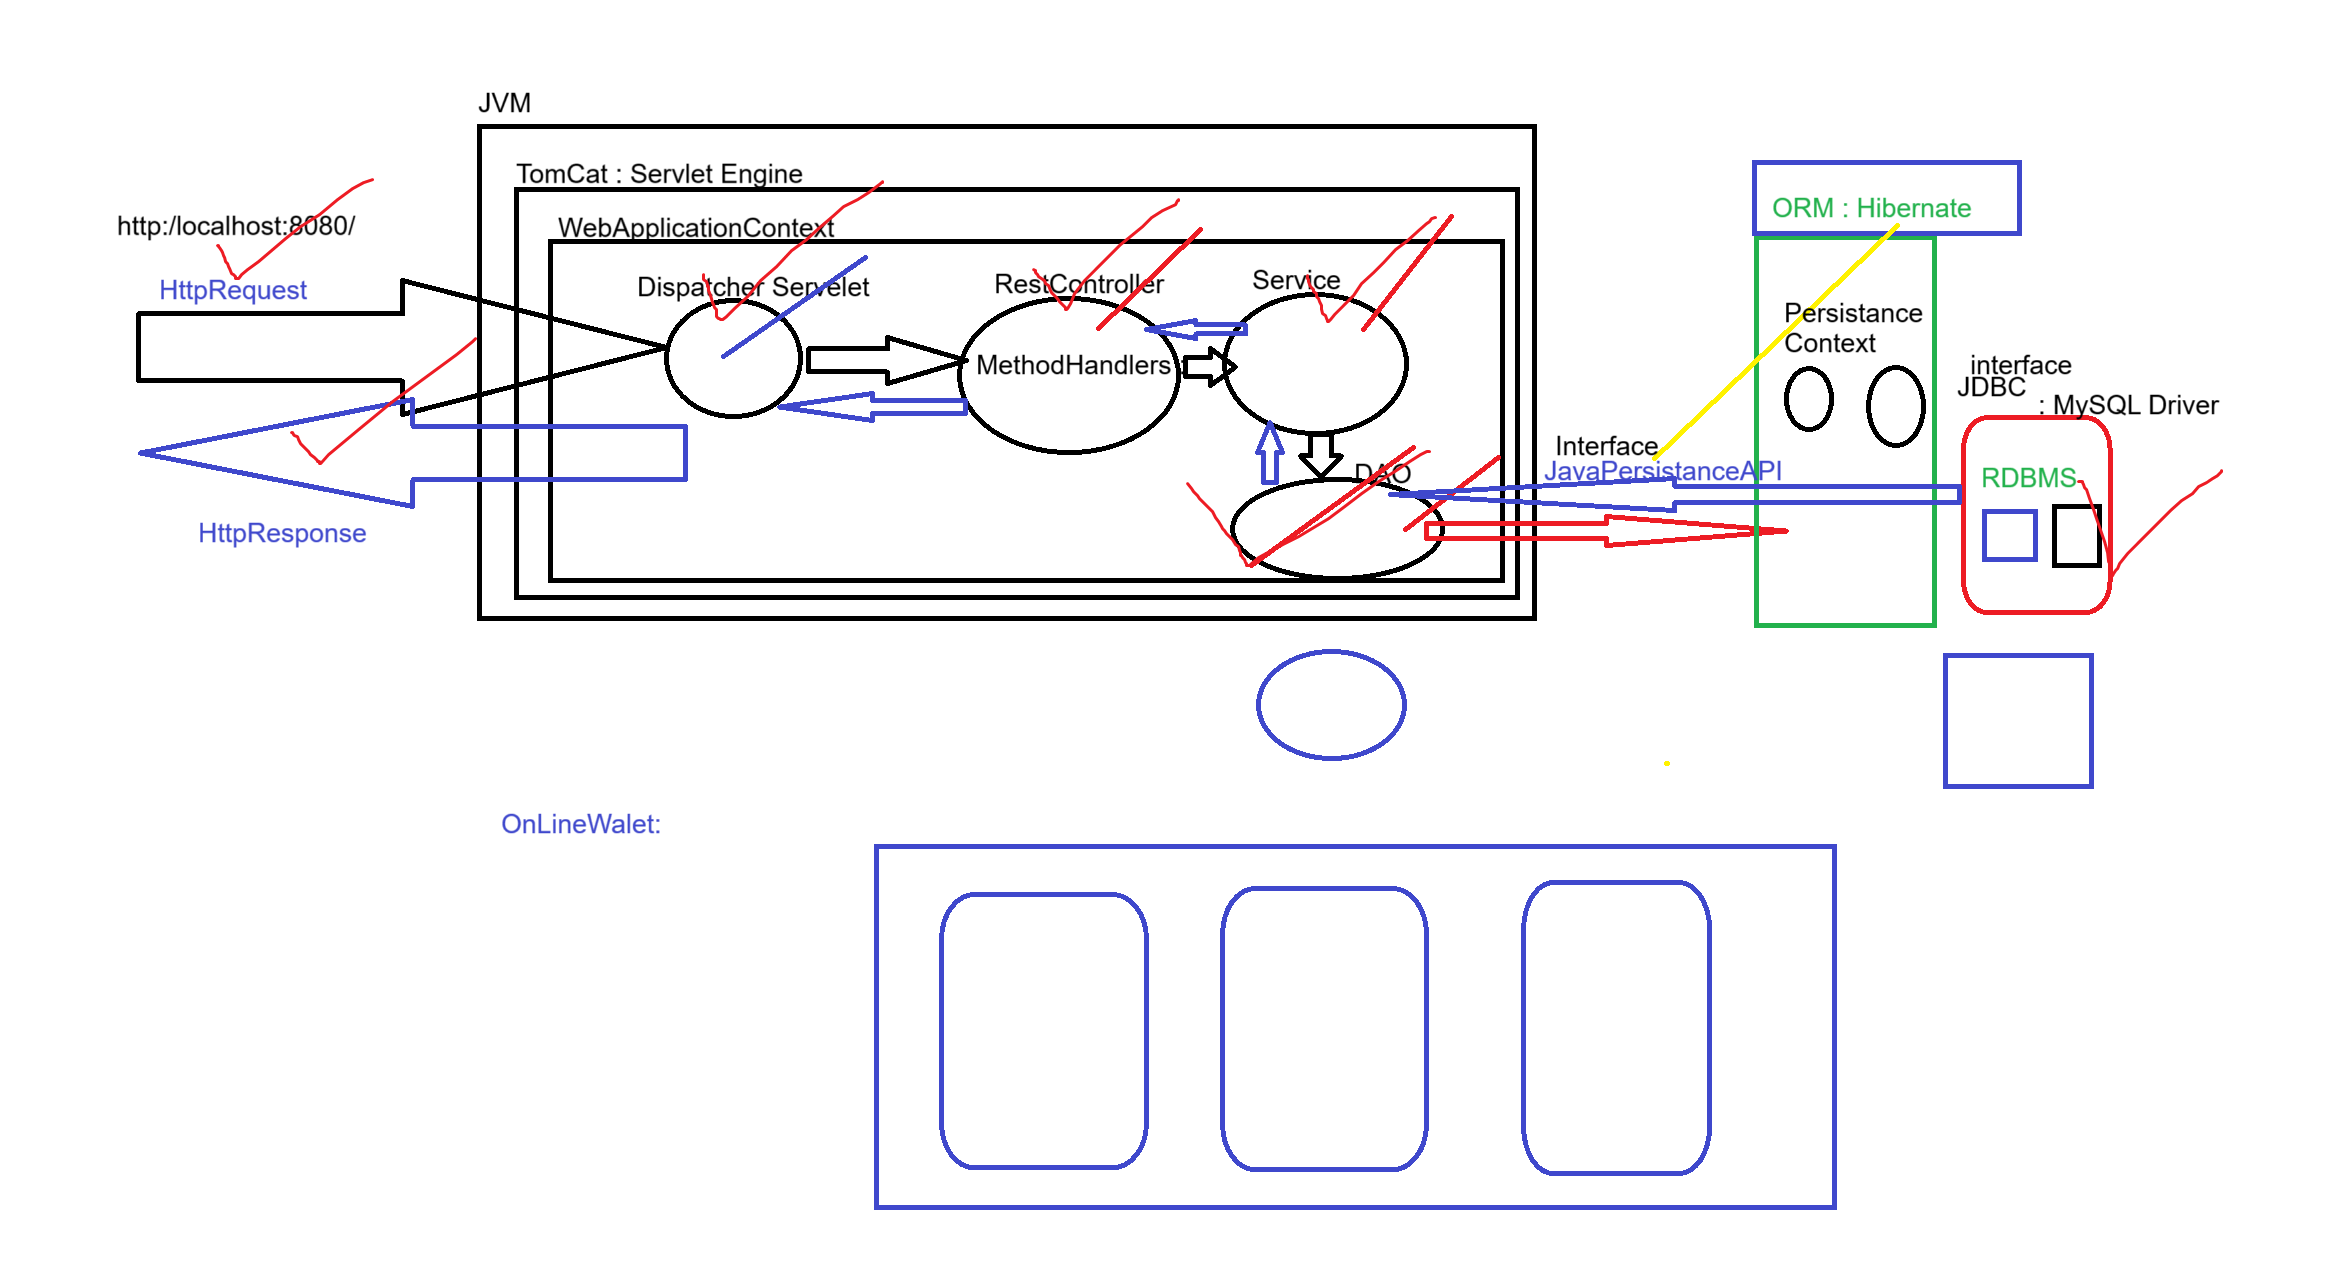 JVM
TomCat : Servlet Engine
WebApplicationContext
http:/localhost:8080/
HttpRequest
Dispatcher Servelet
RestController
Service
MethodHandlers
DAO
HttpResponse
ORM : Hibernate
Persistance
Context
Interface
JavaPersistanceAPI
interface
JDBC
: MySQL Driver
RDBMS
OnLineWalet: